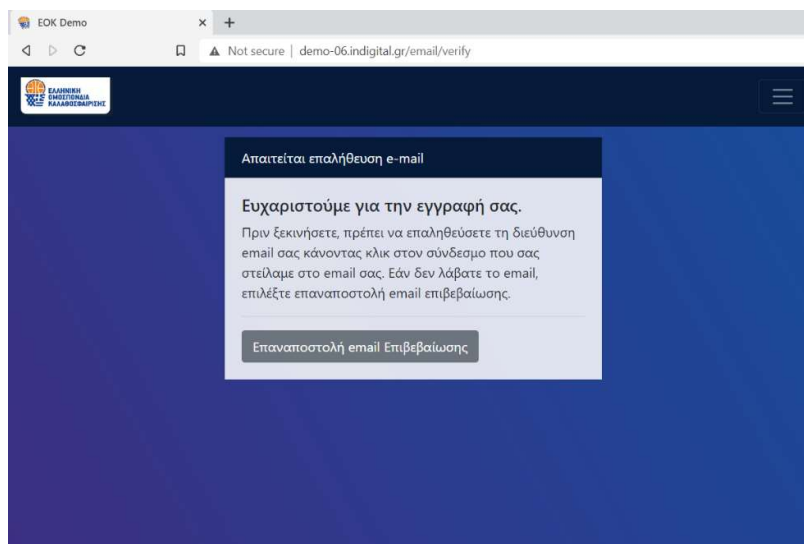 EOK Demo
Not secure | demo-06.indigital.gr/email/verify
ΕΛΛΗΝΙΚΗ
ΟΜΟΣΠΟΝΔΙΑ
ΚΑΛΑΘΟΣΦΑΙΡΙΣΗΣ
Απαιτείται επαλήθευση e-mail
Ευχαριστούμε για την εγγραφή σας.
Πριν ξεκινήσετε, πρέπει να επαληθεύσετε τη διεύθυνση
email σας κάνοντας κλικ στον σύνδεσμο που σας
στείλαμε στο email σας. Εάν δεν λάβατε το email,
επιλέξτε επαναποστολή email επιβεβαίωσης.
Επαναποστολή email Επιβεβαίωσης